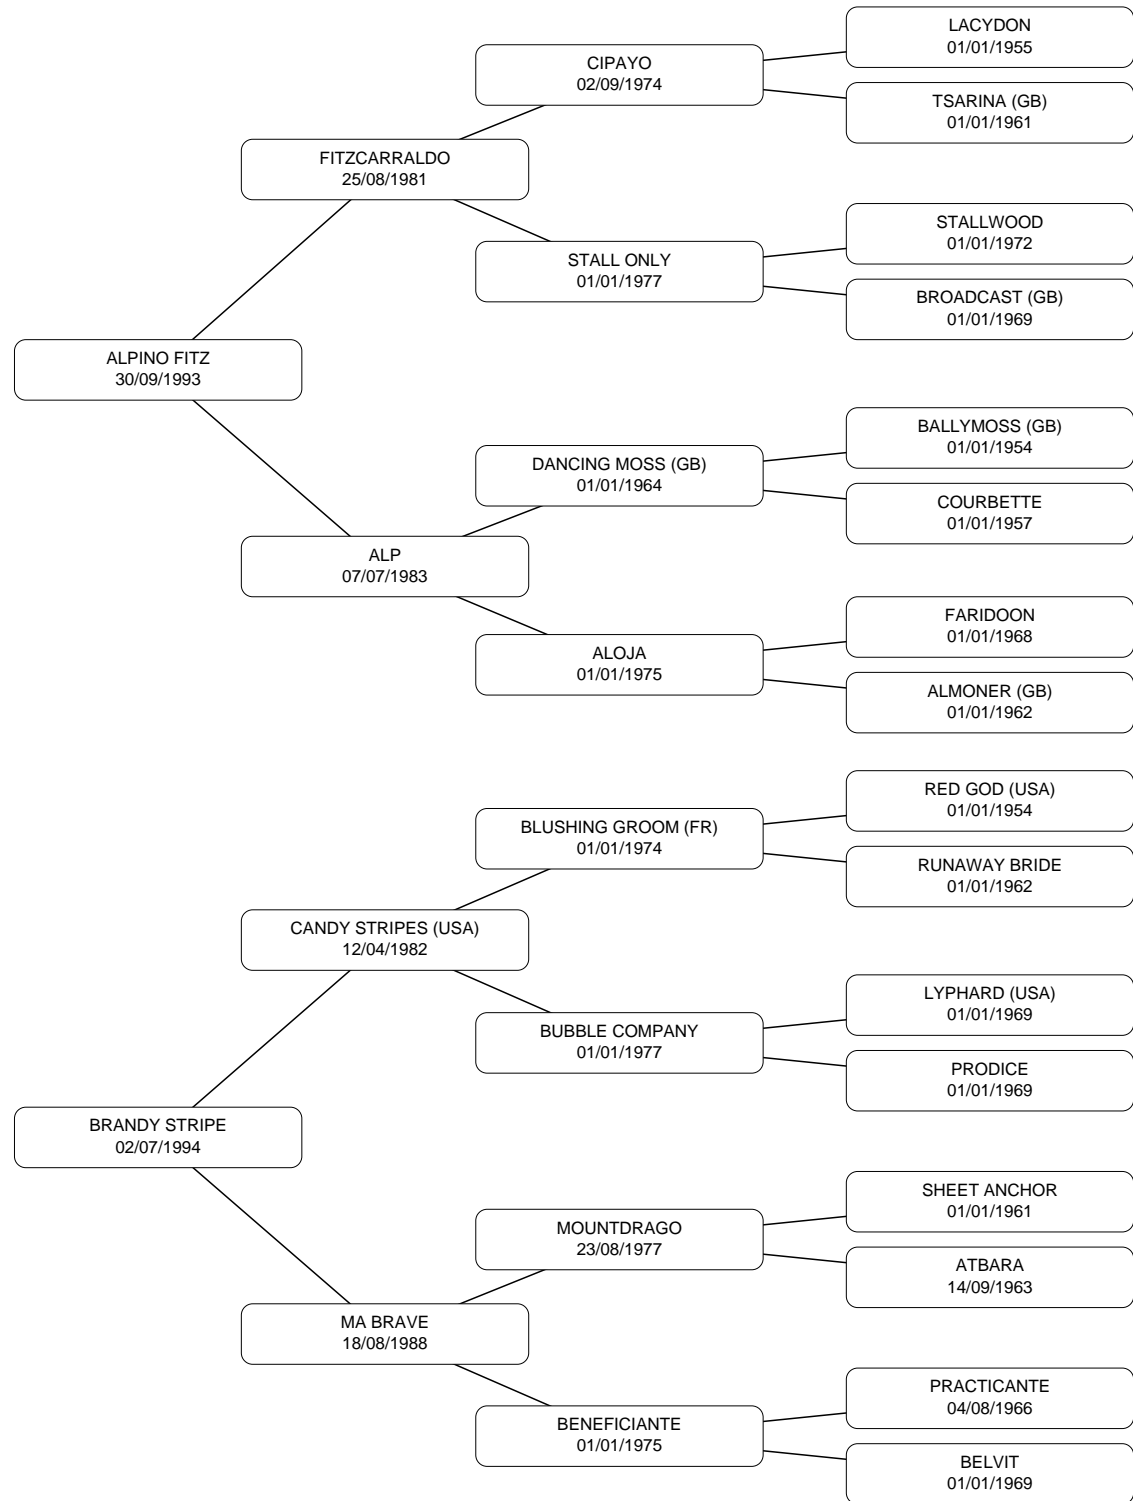 LACYDON
01/01/1955
CIPAYO
02/09/1974
TSARINA (GB)
01/01/1961
FITZCARRALDO
25/08/1981
STALLWOOD
01/01/1972
STALL ONLY
01/01/1977
BROADCAST (GB)
01/01/1969
ALPINO FITZ
30/09/1993
BALLYMOSS (GB)
01/01/1954
DANCING MOSS (GB)
01/01/1964
COURBETTE
01/01/1957
ALP
07/07/1983
FARIDOON
01/01/1968
ALOJA
01/01/1975
ALMONER (GB)
01/01/1962
RED GOD (USA)
01/01/1954
BLUSHING GROOM (FR)
01/01/1974
RUNAWAY BRIDE
01/01/1962
CANDY STRIPES (USA)
12/04/1982
LYPHARD (USA)
01/01/1969
BUBBLE COMPANY
01/01/1977
PRODICE
01/01/1969
BRANDY STRIPE
02/07/1994
SHEET ANCHOR
01/01/1961
MOUNTDRAGO
23/08/1977
ATBARA
14/09/1963
MA BRAVE
18/08/1988
PRACTICANTE
04/08/1966
BENEFICIANTE
01/01/1975
BELVIT
01/01/1969